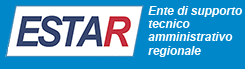 ESTAR
Ente di supporto
tecnico
amministrativo
regionale